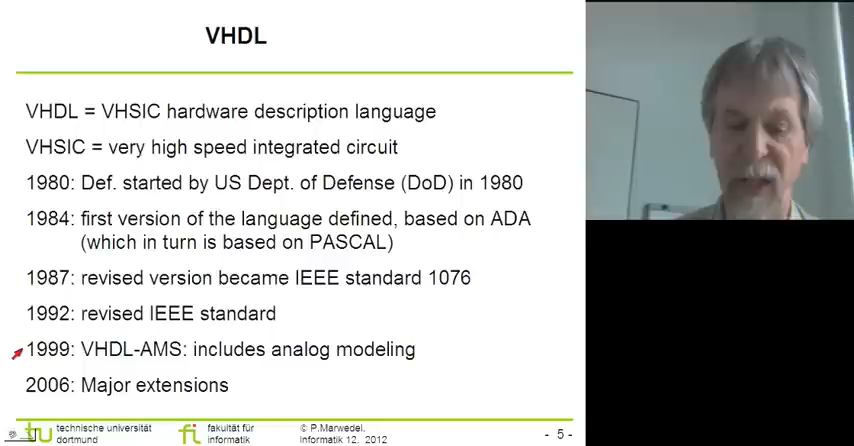 VHDL
VHDL = VHSIC hardware description language
VHSIC = very high speed integrated circuit
1980: Def. started by US Dept. of Defense (DoD) in 1980
1984: first version of the language defined, based on ADA
(which in turn is based on PASCAL)
1987: revised version became IEEE standard 1076
1992: revised IEEE standard
1999: VHDL-AMS: includes analog modeling
2006: Major extensions
tu technische universität
dortmund
fi fakultät für
informatik
© P.Marwedel,
Informatik 12, 2012
- 5 -